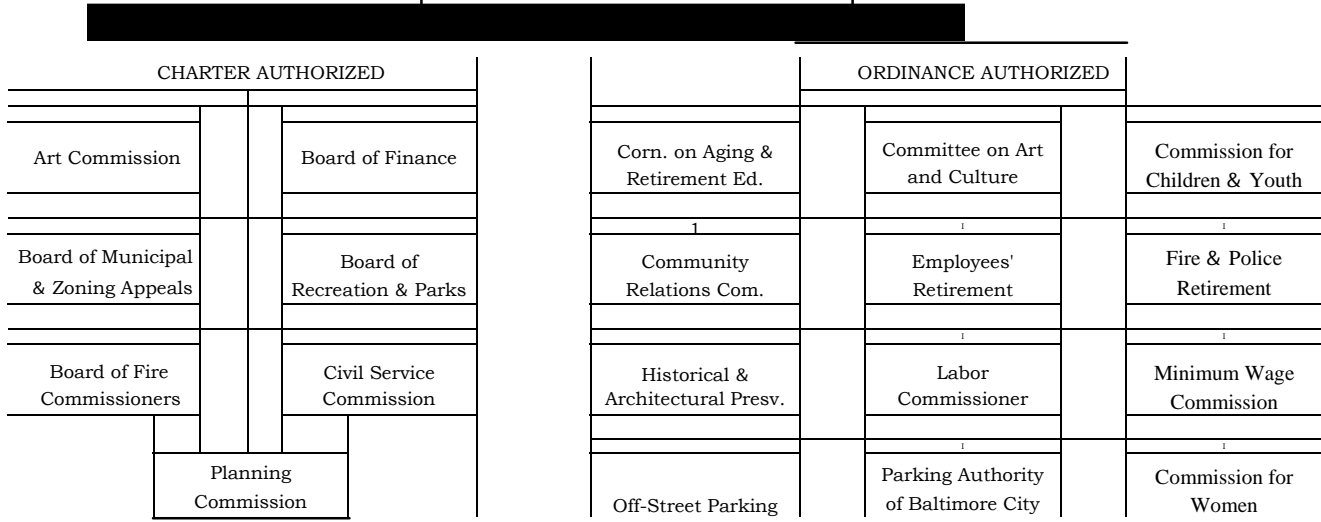 CHARTER AUTHORIZED
Art Commission
Board of Finance
Board of Municipal
& Zoning Appeals
Board of
Recreation & Parks
Board of Fire
Commissioners
Civil Service
Commission
Planning
Commission
ORDINANCE AUTHORIZED
Corn. on Aging &
Retirement Ed.
Committee on Art
and Culture
Commission for
Children & Youth
1
I
I
Community
Relations Com.
Employees'
Retirement
Fire & Police
Retirement
I
I
Historical &
Architectural Presv.
Labor
Commissioner
Minimum Wage
Commission
I
I
Off-Street Parking
Parking Authority
of Baltimore City
Commission for
Women